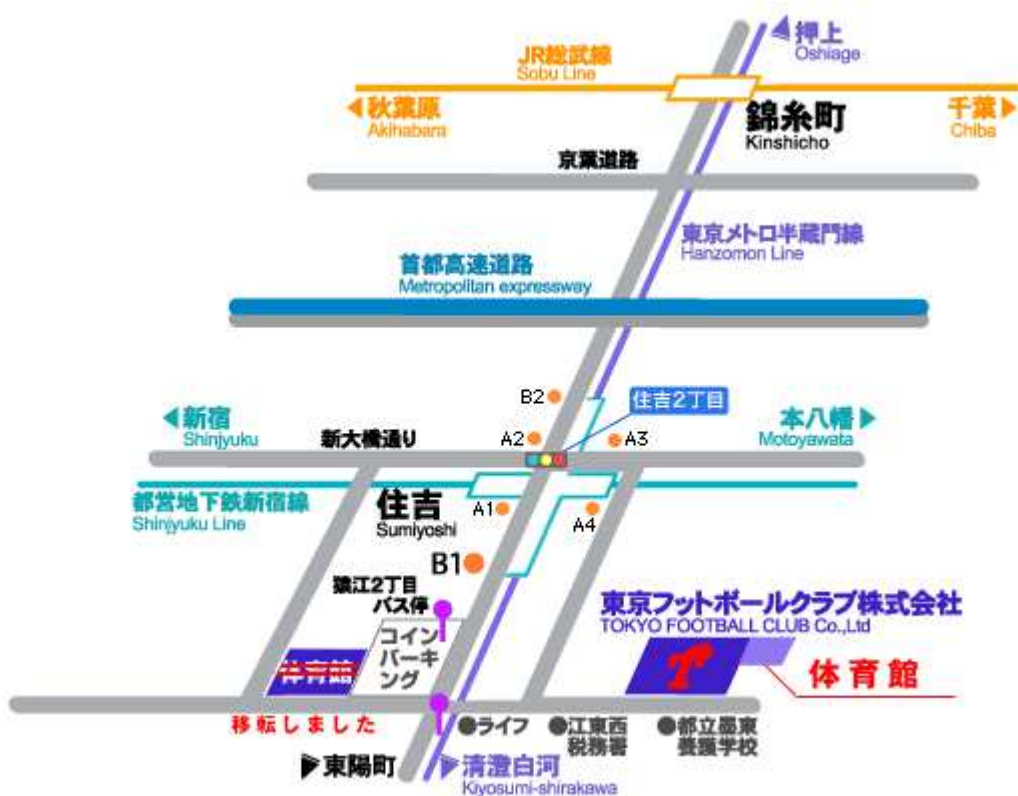 押上
Oshiage
JR総武線
Sobu Line
秋葉原
Akihabara
錦糸町
Kinshicho
千葉
Chiba
京葉道路
東京メトロ半蔵門線
Hanzomon Line
首都高速道路
Metropolitan expressway
B2
住吉2丁目
新宿
Shinjyuku
新大橋通り
A2
A3
本八幡
Motoyawata
都営地下鉄新宿線
Shinjyuku Line
住吉
Sumiyoshi
A1
A4
B1
猿江2丁目
バス停
コイン
パーキ
ング
東京フットボールクラブ株式会社
TOKYO FOOTBALL CLUB Co.,Ltd
体育館
体育館
移転しました
ライフ
江東西
税務署
都立墨東
養護学校
東陽町
清澄白河
Kiyosumi-shirakawa